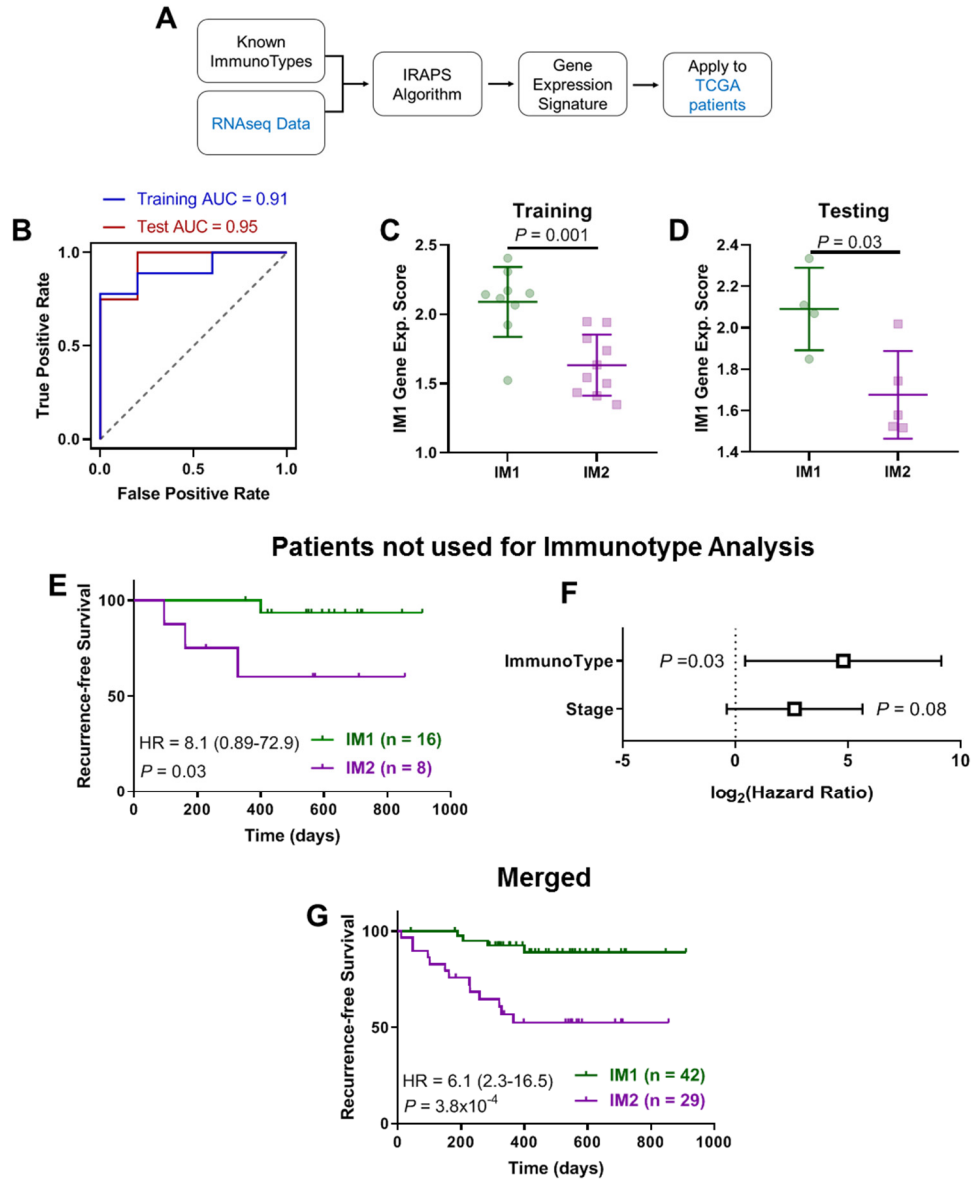 A
Known
ImmunoTypes
RNAseq Data
IRAPS
Algorithm
Gene
Expression
Signature
Apply to
TCGA
patients
B
Training AUC = 0.91
Test AUC = 0.95
True Positive Rate
1.0
0.5
0.0
0.0
0.5
1.0
False Positive Rate
C
Training
P = 0.001
IM1 Gene Exp. Score
2.5
2.0
1.5
1.0
IM1
IM2
D
Testing
P = 0.03
IM1 Gene Exp. Score
2.4
2.2
2.0
1.8
1.6
1.4
IM1
IM2
Patients not used for Immunotype Analysis
E
Recurrence-free Survival
100
50
0
HR = 8.1 (0.89-72.9)
P = 0.03
IM1 (n = 16)
IM2 (n = 8)
0
200
400
600
800
1000
Time (days)
F
ImmunoType
P =0.03
Stage
P = 0.08
-5
0
5
10
log2(Hazard Ratio)
Merged
G
Recurrence-free Survival
100
50
0
HR = 6.1 (2.3-16.5)
P = 3.8x10-4
IM1 (n = 42)
IM2 (n = 29)
0
200
400
600
800
1000
Time (days)